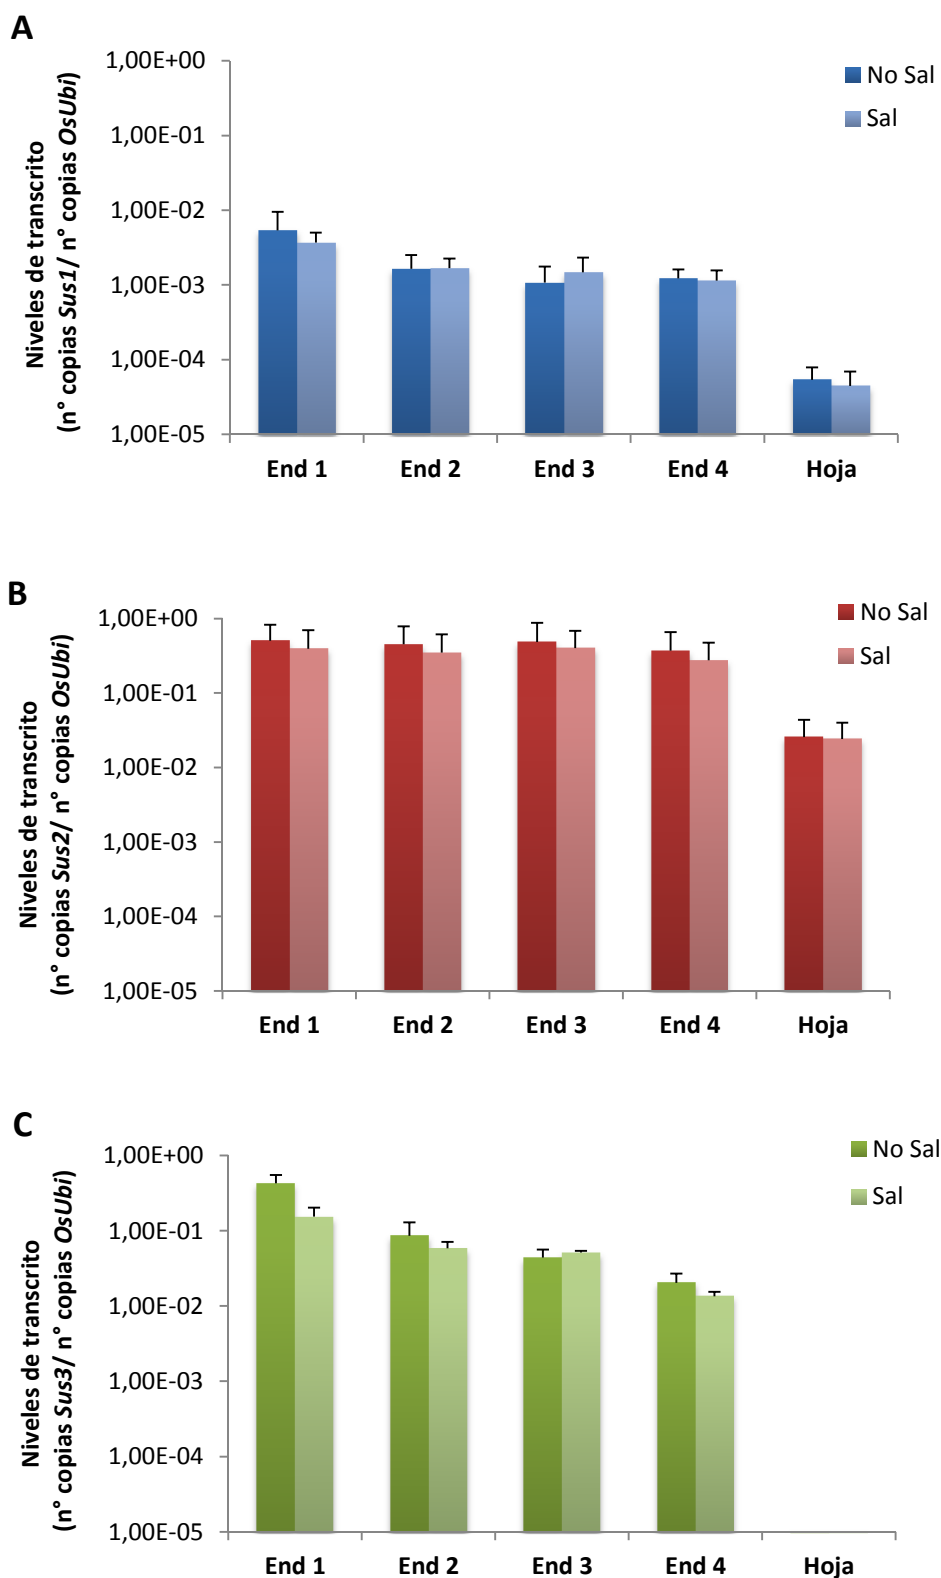 A
1,00E+00
1,00E-01
1,00E-02
1,00E-03
1,00E-04
1,00E-05
Niveles de transcrito
(n° copias Sus1/ n° copias OsUbi)
No Sal
Sal
End 1 End 2 End 3 End 4 Hoja
B
1,00E+00
1,00E-01
1,00E-02
1,00E-03
1,00E-04
1,00E-05
Niveles de transcrito
(n° copias Sus2/ n° copias OsUbi)
No Sal
Sal
End 1 End 2 End 3 End 4 Hoja
C
1,00E+00
1,00E-01
1,00E-02
1,00E-03
1,00E-04
1,00E-05
Niveles de transcrito
(n° copias Sus3/ n° copias OsUbi)
No Sal
Sal
End 1 End 2 End 3 End 4 Hoja